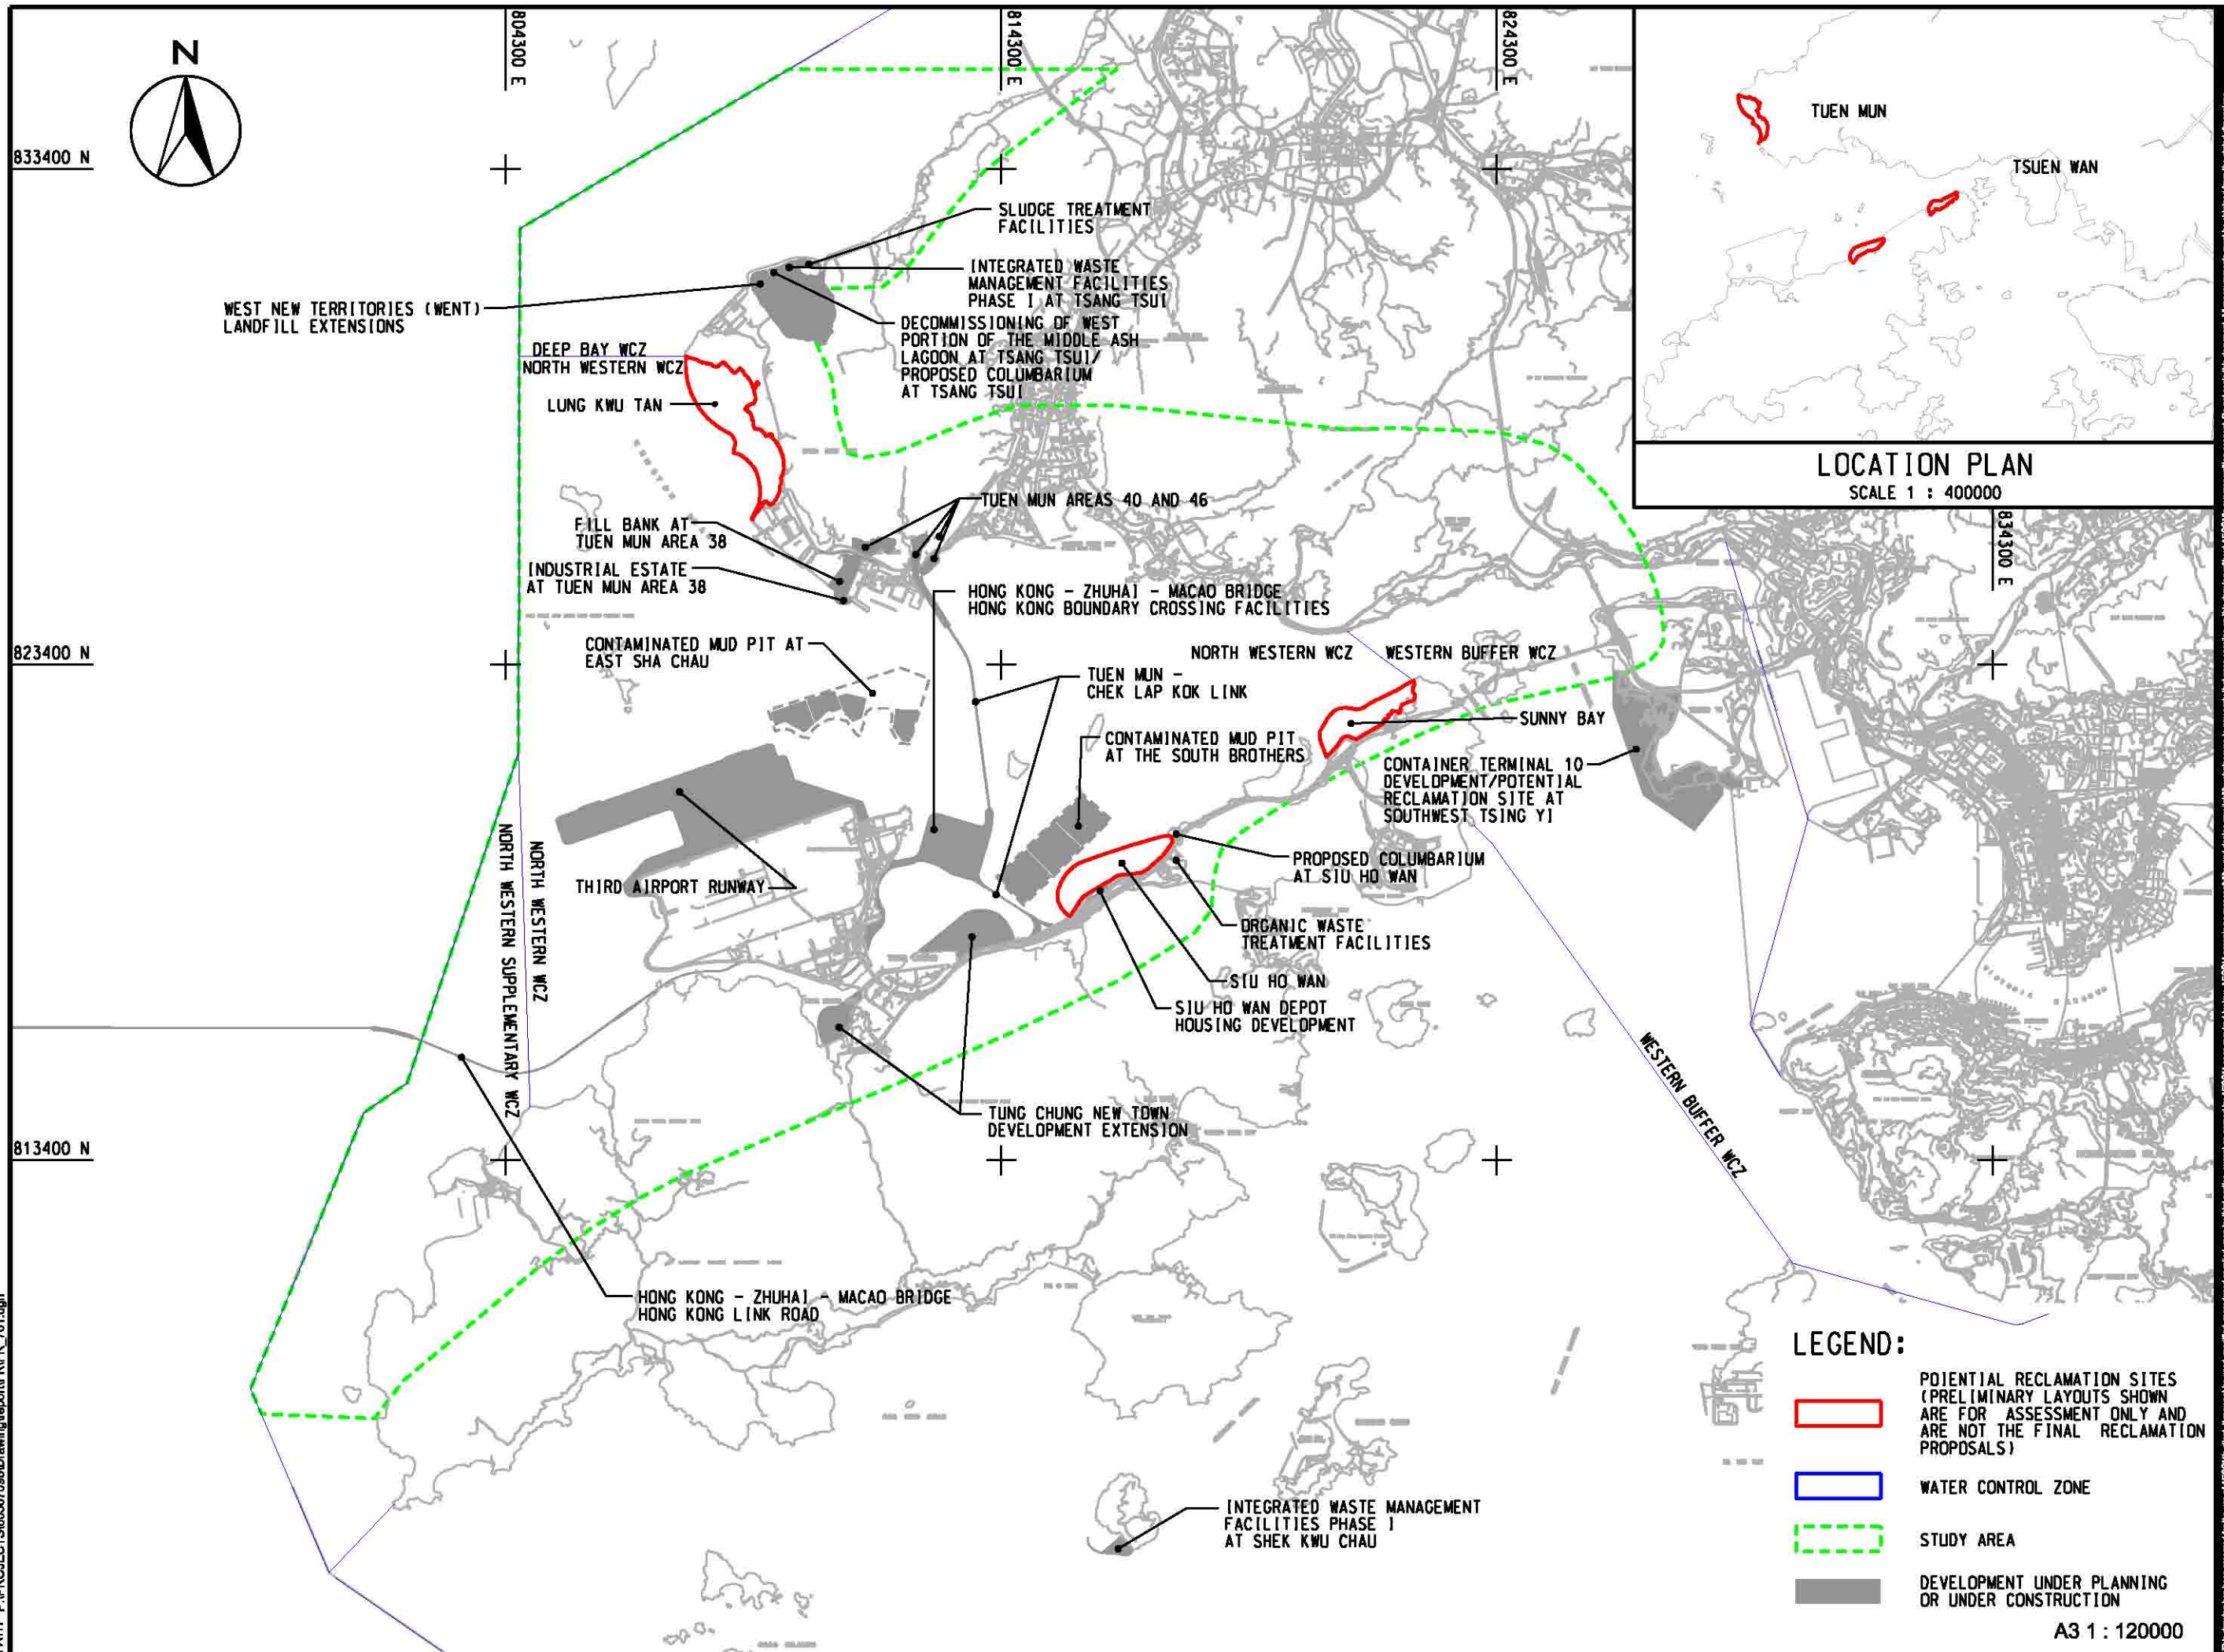 804300 E
814300 E
824300 E
N
833400 N
TUEN MUN
TSUEN WAN
LOCATION PLAN
SCALE 1 : 400000
SLUDGE TREATMENT
FACILITIES
INTEGRATED WASTE
MANAGEMENT FACILITIES
PHASE I AT TSANG TSUI
WEST NEW TERRITORIES (WENT)
LANDFILL EXTENSIONS
DECOMMISSIONING OF WEST
PORTION OF THE MIDDLE ASH
LAGOON AT TSANG TSUI/
PROPOSED COLUMBARIUM
AT TSANG TSUI
DEEP BAY WCZ
NORTH WESTERN WCZ
LUNG KWU TAN
TUEN MUN AREAS 40 AND 46
FILL BANK AT
TUEN MUN AREA 38
INDUSTRIAL ESTATE
AT TUEN MUN AREA 38
834300 E
HONG KONG - ZHUHAI - MACAO BRIDGE
HONG KONG BOUNDARY CROSSING FACILITIES
823400 N
CONTAMINATED MUD PIT AT
EAST SHA CHAU
NORTH WESTERN WCZ
WESTERN BUFFER WCZ
TUEN MUN -
CHEK LAP KOK LINK
SUNNY BAY
CONTAMINATED MUD PIT
AT THE SOUTH BROTHERS
CONTAINER TERMINAL 10
DEVELOPMENT/POTENTIAL
RECLAMATION SITE AT
SOUTHWEST TSING YI
NORTH WESTERN SUPPLEMENTARY WCZ
NORTH WESTERN WCZ
THIRD AIRPORT RUNWAY
PROPOSED COLUMBARIUM
AT SIU HO WAN
ORGANIC WASTE
TREATMENT FACILITIES
SIU HO WAN
SIU HO WAN DEPOT
HOUSING DEVELOPMENT
WESTERN BUFFER WCZ
TUNG CHUNG NEW TOWN
DEVELOPMENT EXTENSION
813400 N
HONG KONG - ZHUHAI - MACAO BRIDGE
HONG KONG LINK ROAD
INTEGRATED WASTE MANAGEMENT
FACILITIES PHASE I
AT SHEK KWU CHAU
LEGEND:
POTENTIAL RECLAMATION SITES
(PRELIMINARY LAYOUTS SHOWN
ARE FOR ASSESSMENT ONLY AND
ARE NOT THE FINAL RECLAMATION
PROPOSALS)
WATER CONTROL ZONE
STUDY AREA
DEVELOPMENT UNDER PLANNING
OR UNDER CONSTRUCTION
A3 1 : 120000